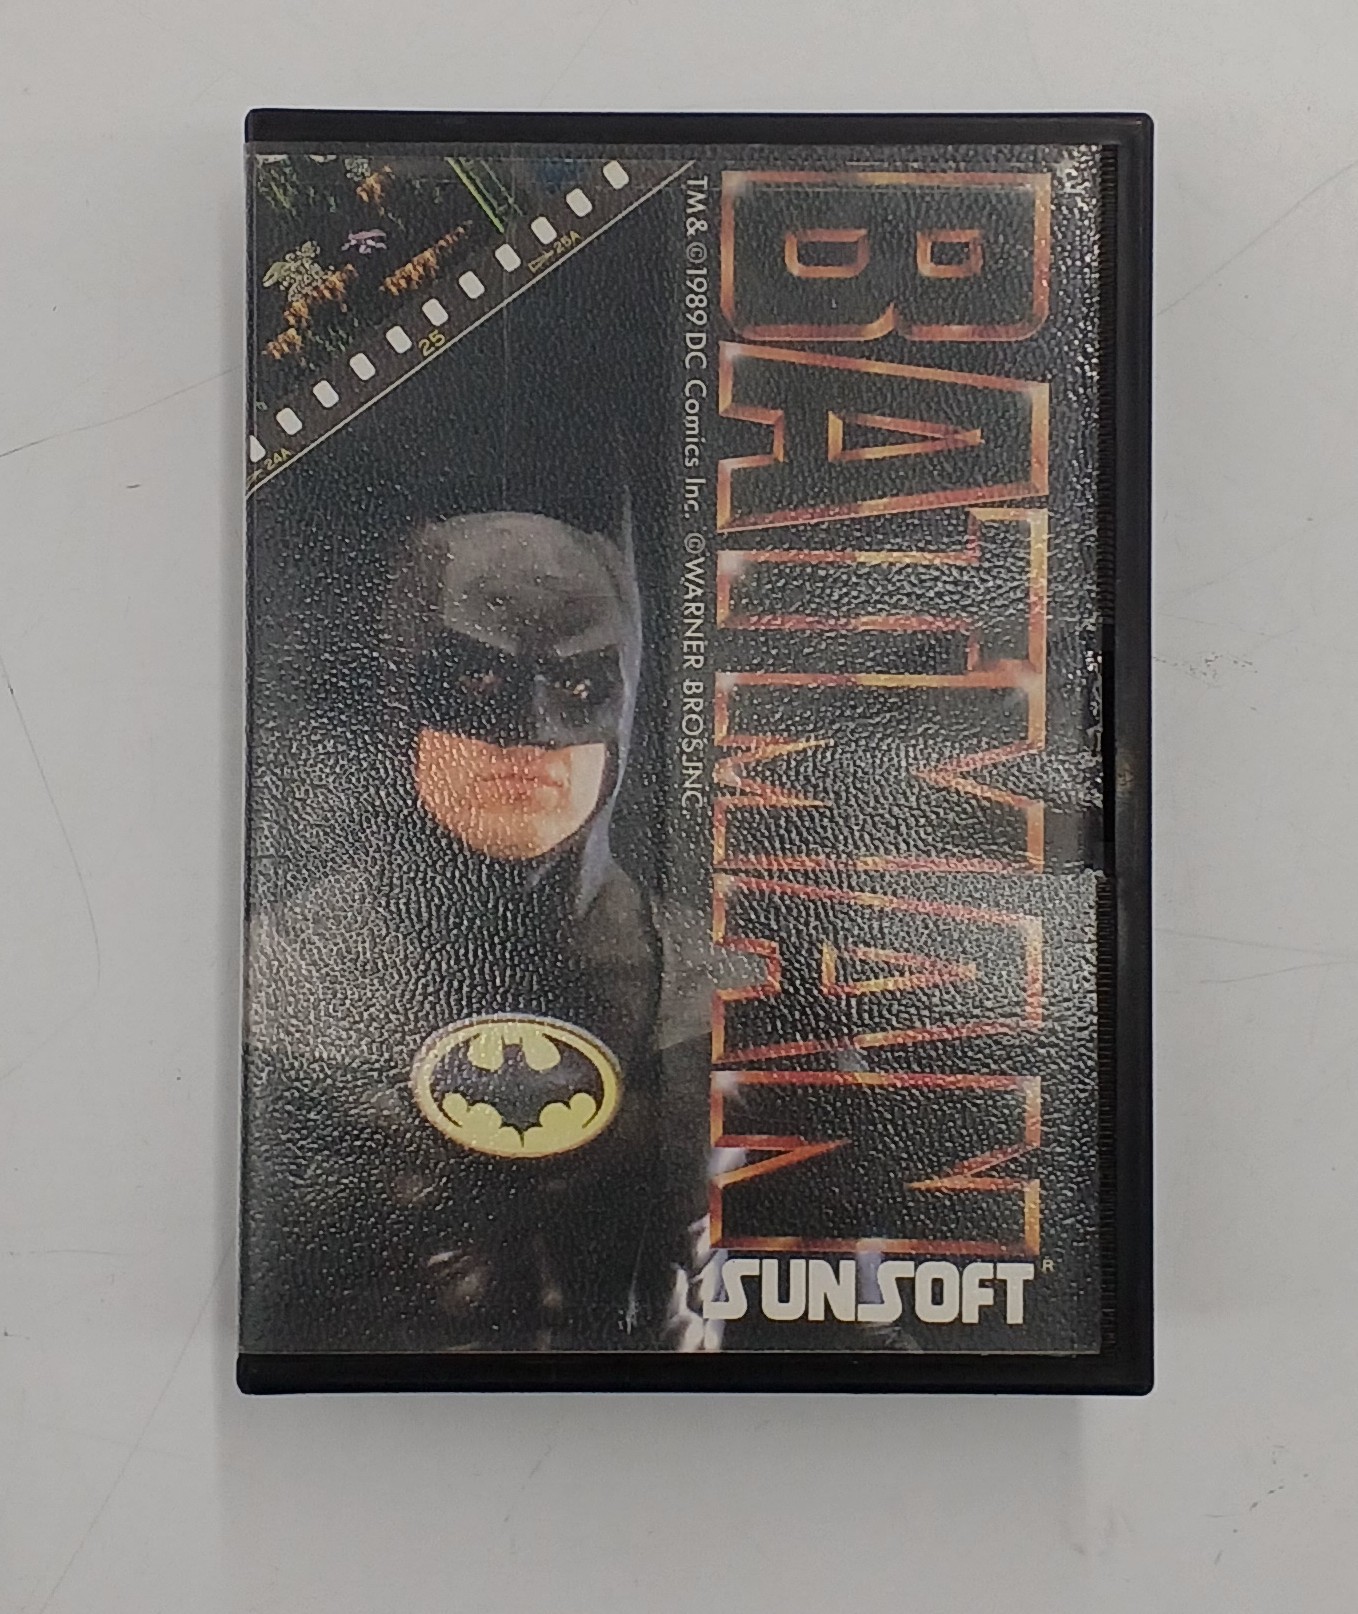 BATMAN
SUNSOFT®
TM& ©1989 DC Comics Inc. ©WARNER BROS.INC.
25A
25
24A